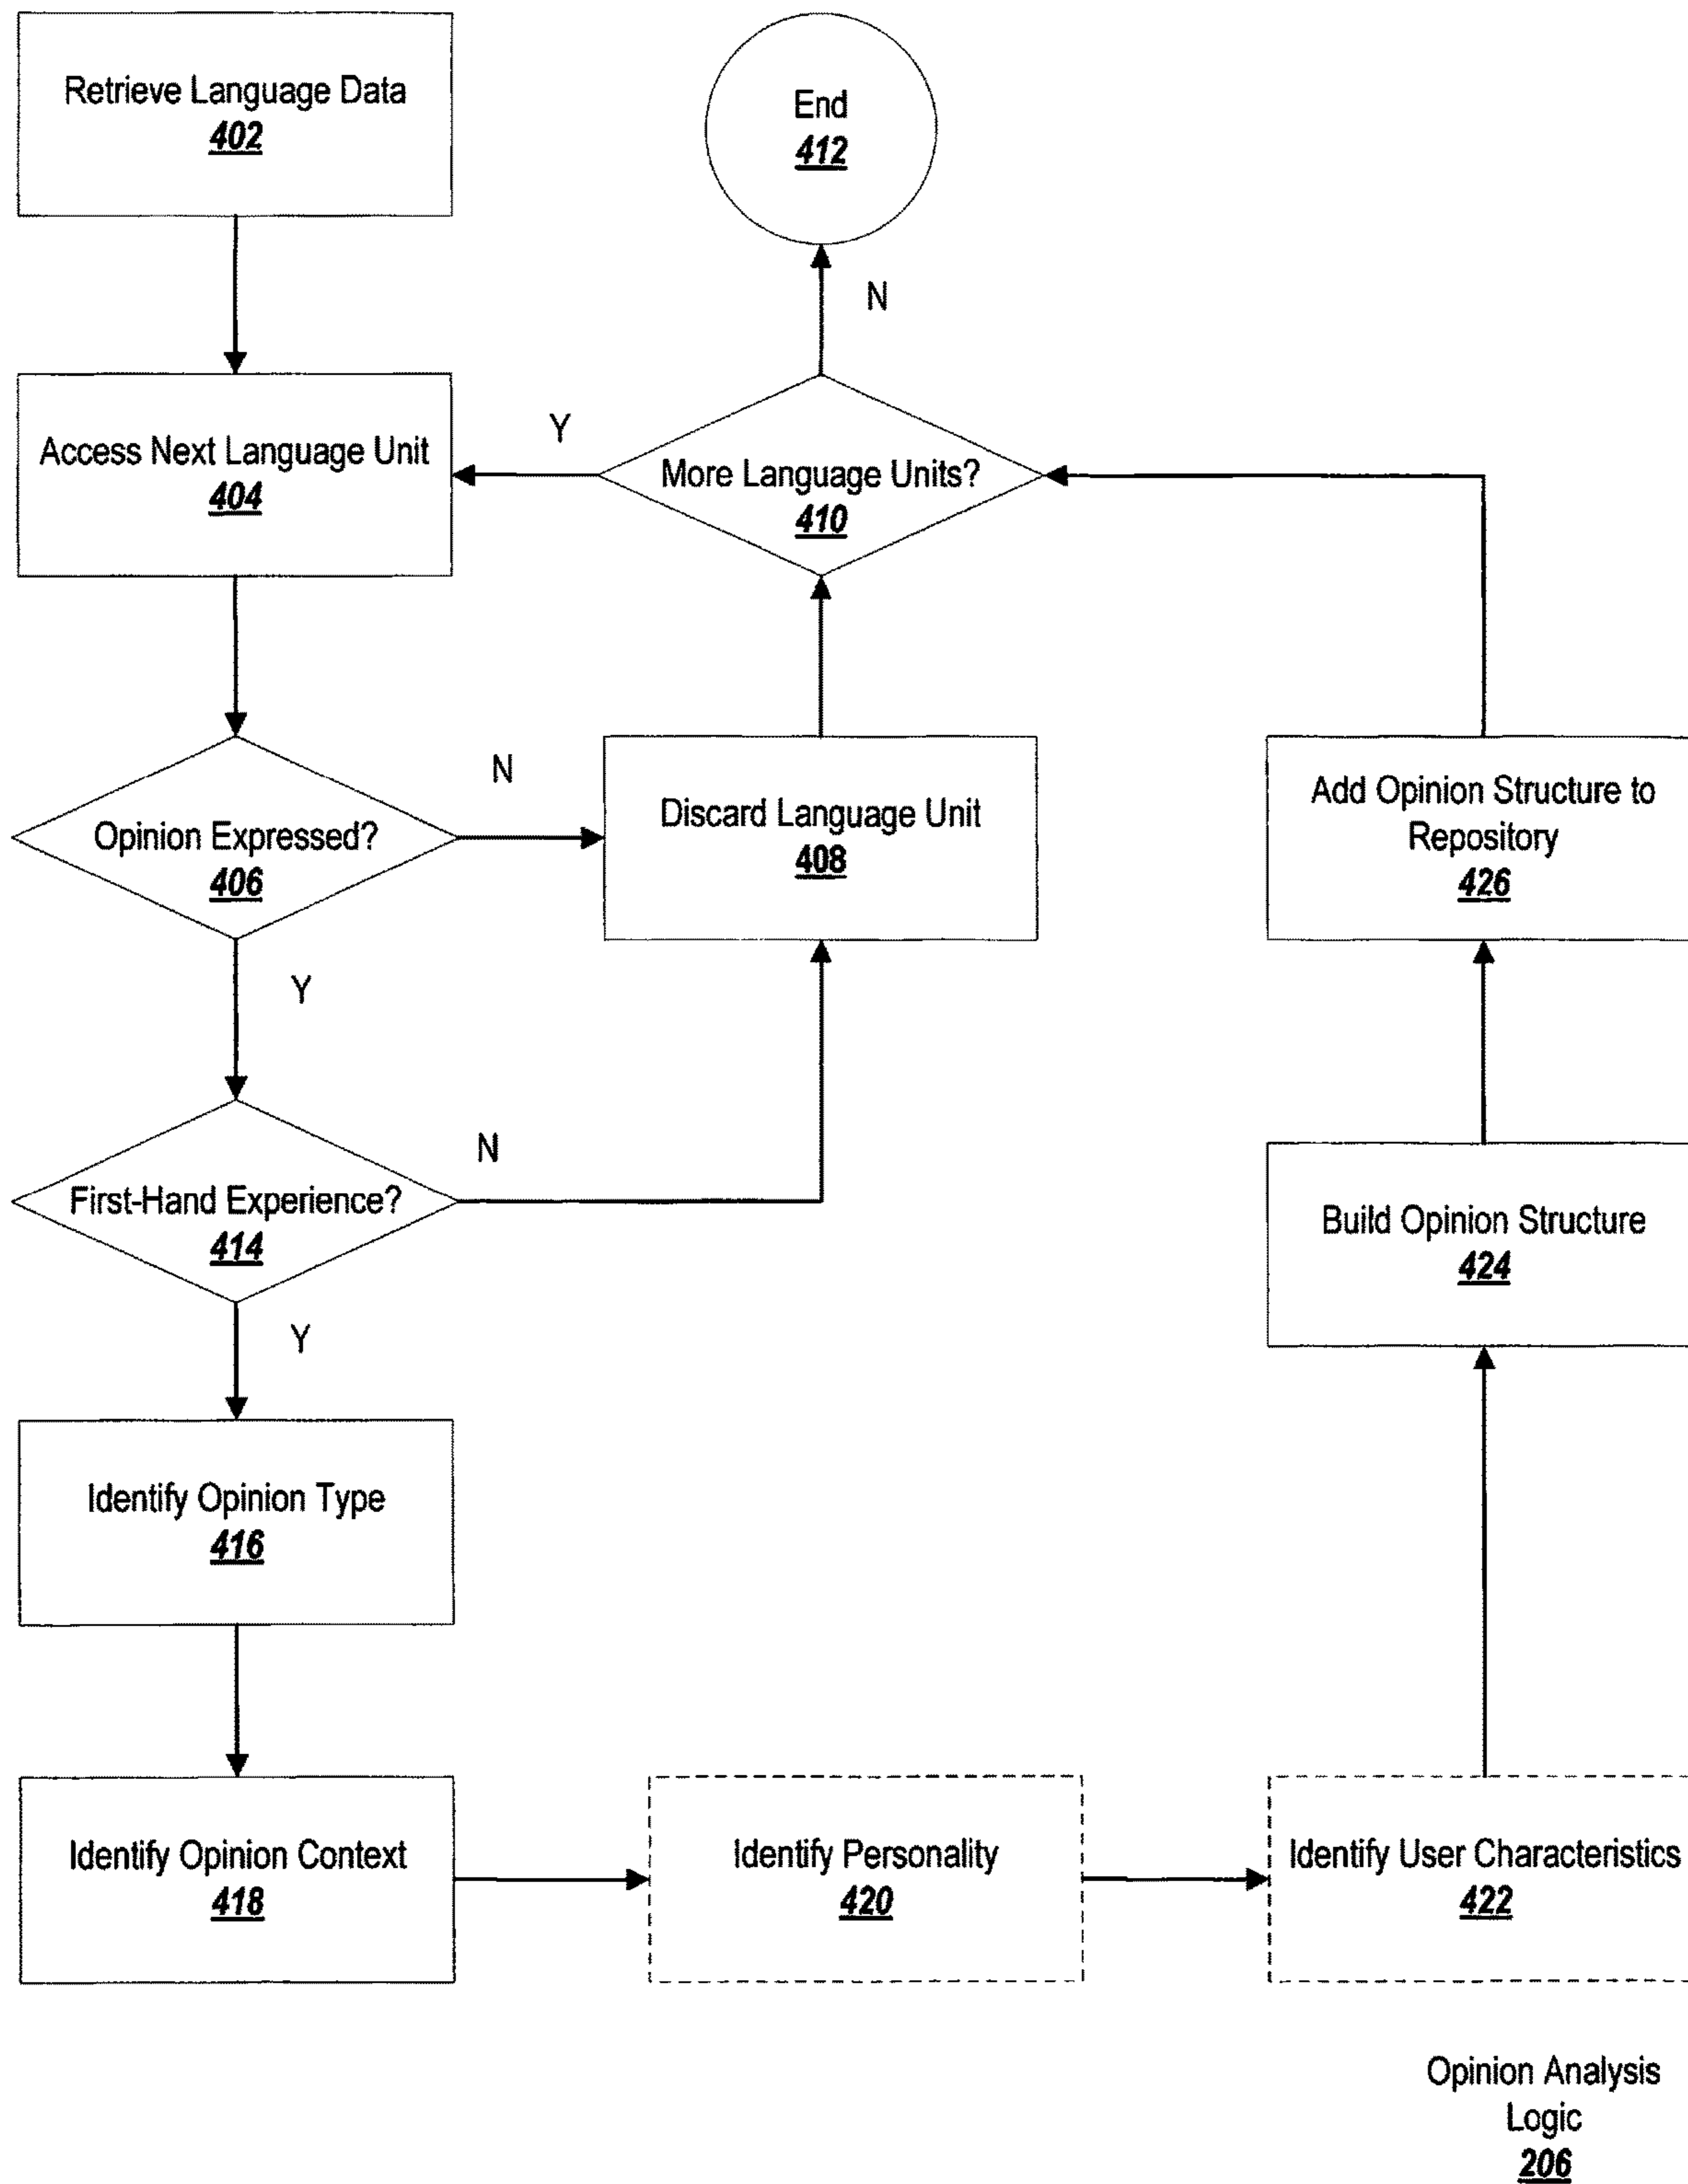 Retrieve Language Data
402
End
412
N
Access Next Language Unit
404
Y
More Language Units?
410
Opinion Expressed?
406
N
Discard Language Unit
408
Add Opinion Structure to
Repository
426
Y
First-Hand Experience?
414
N
Build Opinion Structure
424
Y
Identify Opinion Type
416
Identify Opinion Context
418
Identify Personality
420
Identify User Characteristics
422
Opinion Analysis
Logic
206